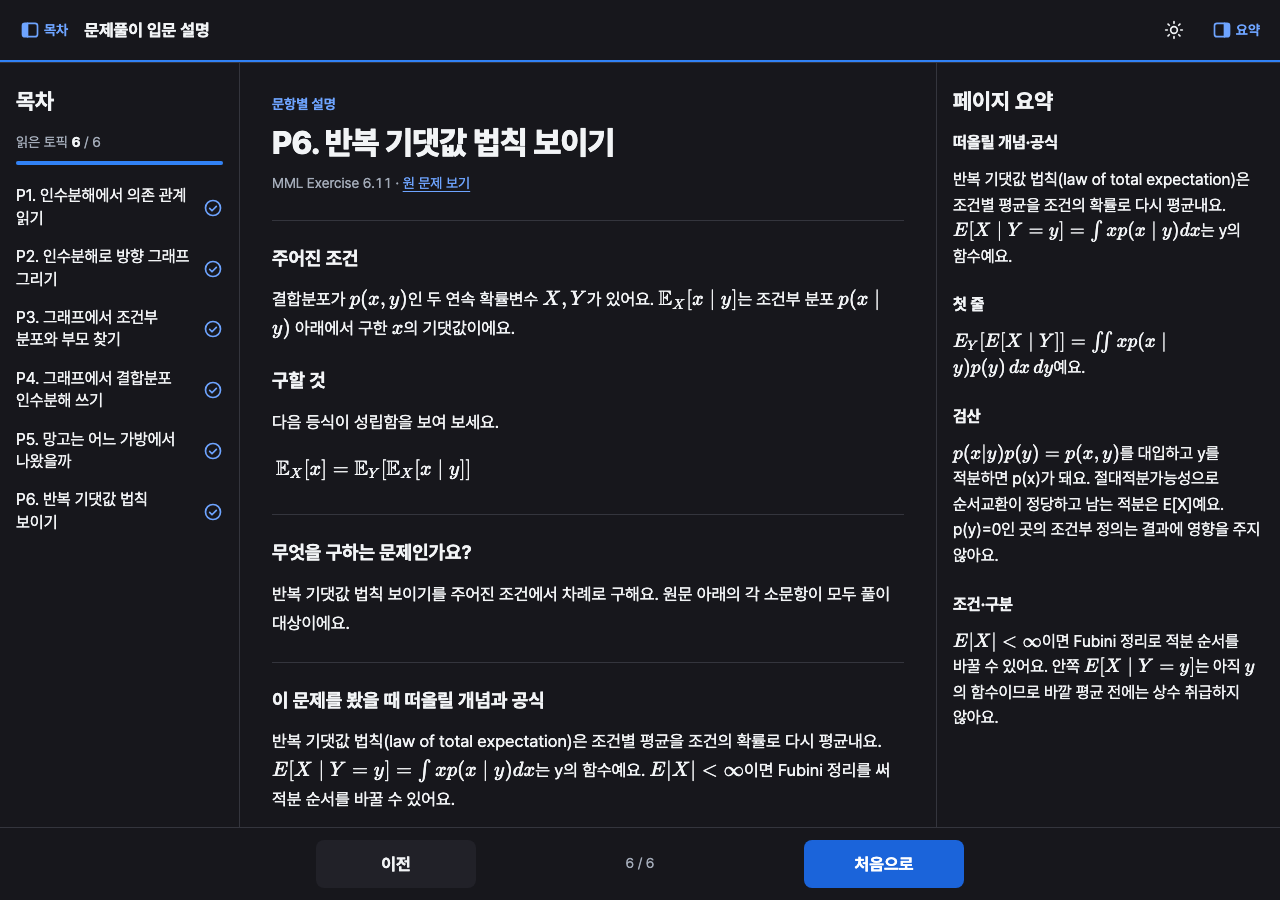 목차
문제풀이 입문 설명
요약
목차
읽은 토픽 6 / 6
P1. 인수분해에서 의존 관계
읽기
P2. 인수분해로 방향 그래프
그리기
P3. 그래프에서 조건부
분포와 부모 찾기
P4. 그래프에서 결합분포
인수분해 쓰기
P5. 망고는 어느 가방에서
나왔을까
P6. 반복 기댓값 법칙
보이기
문항별 설명
P6. 반복 기댓값 법칙 보이기
MML Exercise 6.11 · 원 문제 보기
주어진 조건
결합분포가 p(x, y)인 두 연속 확률변수 X, Y가 있어요. 𝔼_X[x ∣ y]는 조건부 분포 p(x ∣
y) 아래에서 구한 x의 기댓값이에요.
구할 것
다음 등식이 성립함을 보여 보세요.
𝔼_X[x] = 𝔼_Y[𝔼_X[x ∣ y]]
무엇을 구하는 문제인가요?
반복 기댓값 법칙 보이기를 주어진 조건에서 차례로 구해요. 원문 아래의 각 소문항이 모두 풀이
대상이에요.
이 문제를 봤을 때 떠올릴 개념과 공식
반복 기댓값 법칙(law of total expectation)은 조건별 평균을 조건의 확률로 다시 평균내요.
E[X ∣ Y = y] = ∫ xp(x ∣ y)dx는 y의 함수예요. E|X| < ∞이면 Fubini 정리를 써
적분 순서를 바꿀 수 있어요.
페이지 요약
떠올릴 개념·공식
반복 기댓값 법칙(law of total expectation)은
조건별 평균을 조건의 확률로 다시 평균내요.
E[X ∣ Y = y] = ∫ xp(x ∣ y)dx는 y의
함수예요.
첫 줄
E_Y[E[X ∣ Y]] = ∬ xp(x ∣
y)p(y) dx dy예요.
검산
p(x|y)p(y) = p(x, y)를 대입하고 y를
적분하면 p(x)가 돼요. 절대적분가능성으로
순서교환이 정당하고 남는 적분은 E[X]예요.
p(y)=0인 곳의 조건부 정의는 결과에 영향을 주지
않아요.
조건·구분
E|X| < ∞이면 Fubini 정리로 적분 순서를
바꿀 수 있어요. 안쪽 E[X ∣ Y = y]는 아직 y
의 함수이므로 바깥 평균 전에는 상수 취급하지
않아요.
이전
6 / 6
처음으로